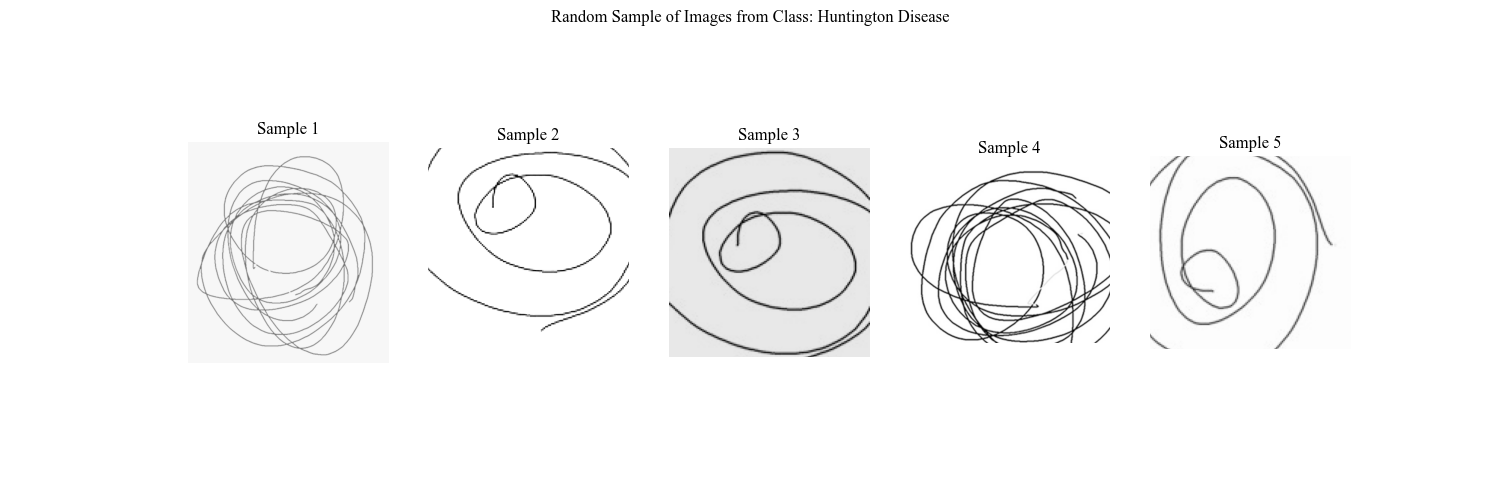 Random Sample of Images from Class: Huntington Disease
Sample 1
Sample 2
Sample 3
Sample 4
Sample 5